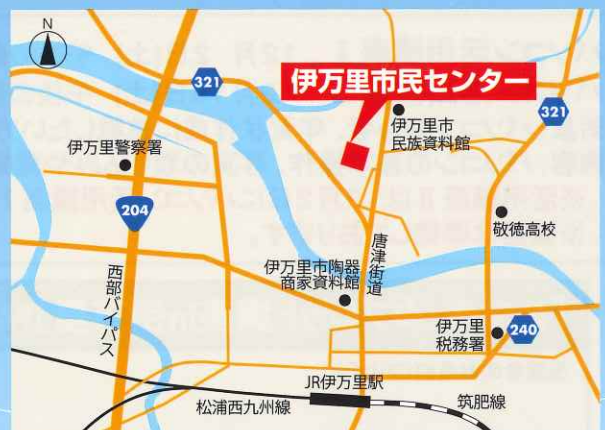 N
321
伊万里市民センター
321
伊万里市
民族資料館
伊万里警察署
204
敬徳高校
唐津街道
伊万里市陶器
商家資料館
西部バイパス
伊万里
税務署
240
JR伊万里駅
松浦西九州線
筑肥線